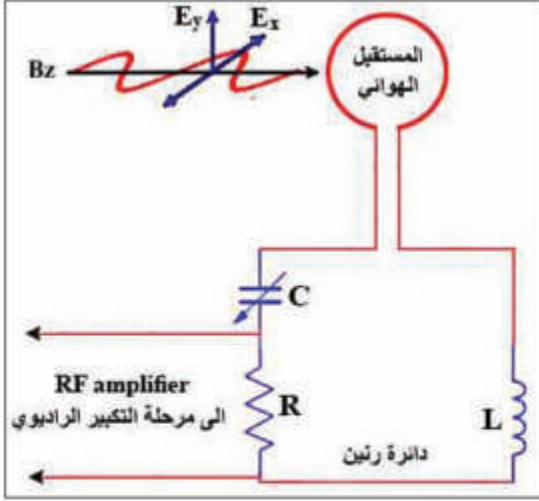 Ey
Ex
Bz
المستقبل
الهوائي
C
RF amplifier
الى مرحلة التكبير الراديوي
R
L
دائرة رنين